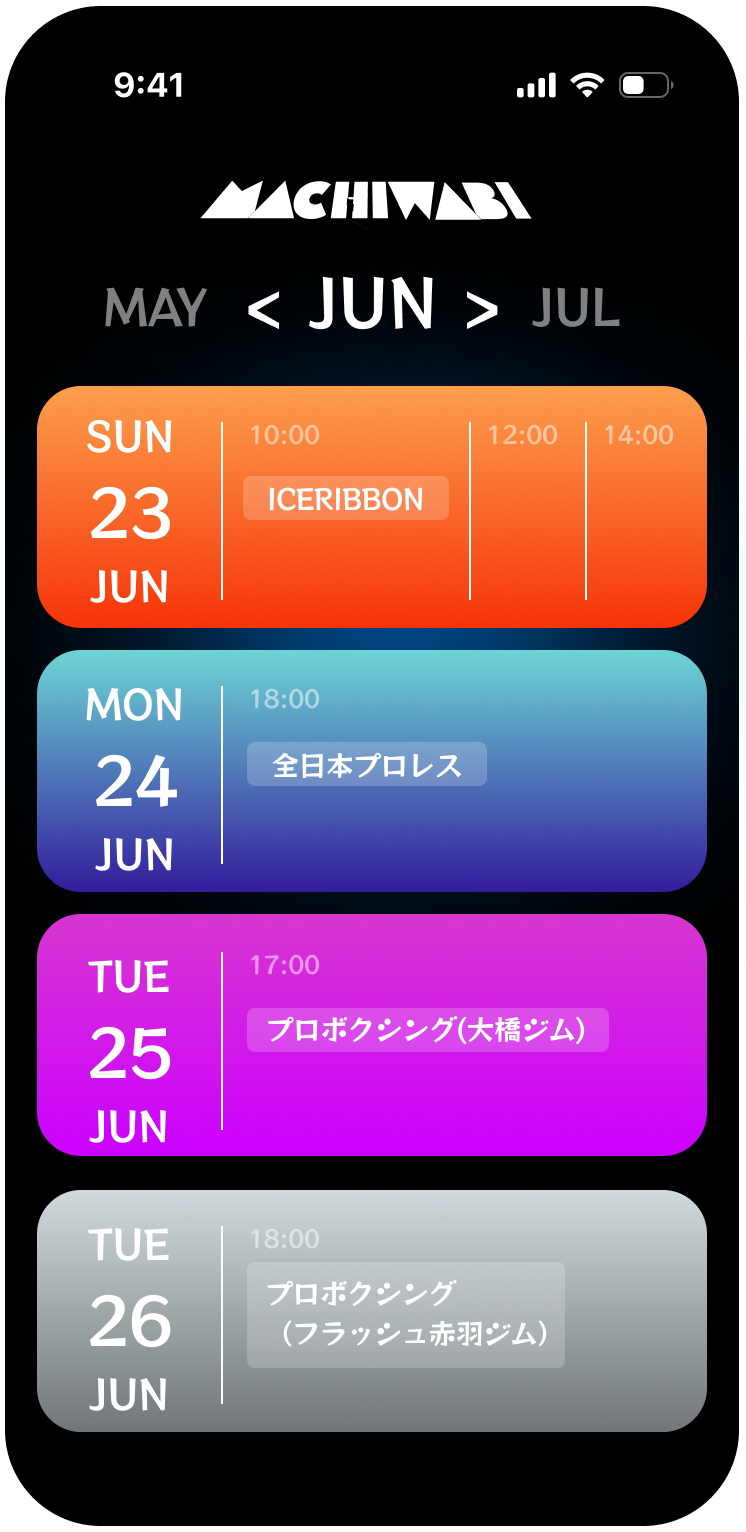 9:41
MACHIWABI
MAY < JUN > JUL
SUN
23
JUN
10:00 12:00 14:00
ICERIBBON
MON
24
JUN
18:00
全日本プロレス
TUE
25
JUN
17:00
プロボクシング(大橋ジム)
TUE
26
JUN
18:00
プロボクシング
（フラッシュ赤羽ジム）